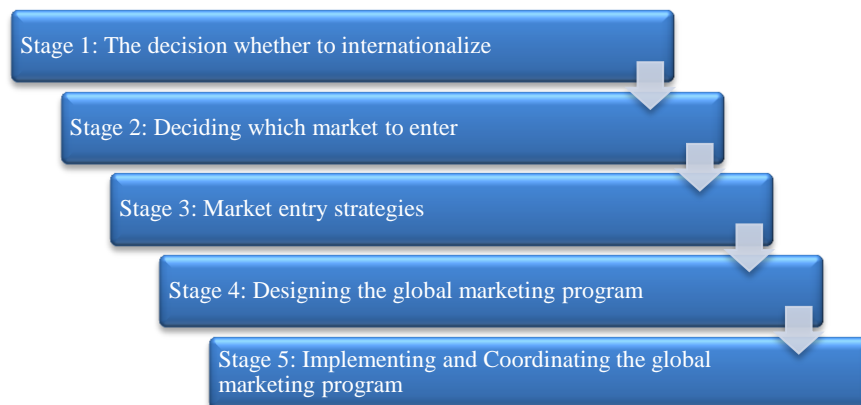 Stage 1: The decision whether to internationalize
Stage 2: Deciding which market to enter
Stage 3: Market entry strategies
Stage 4: Designing the global marketing program
Stage 5: Implementing and Coordinating the global
marketing program